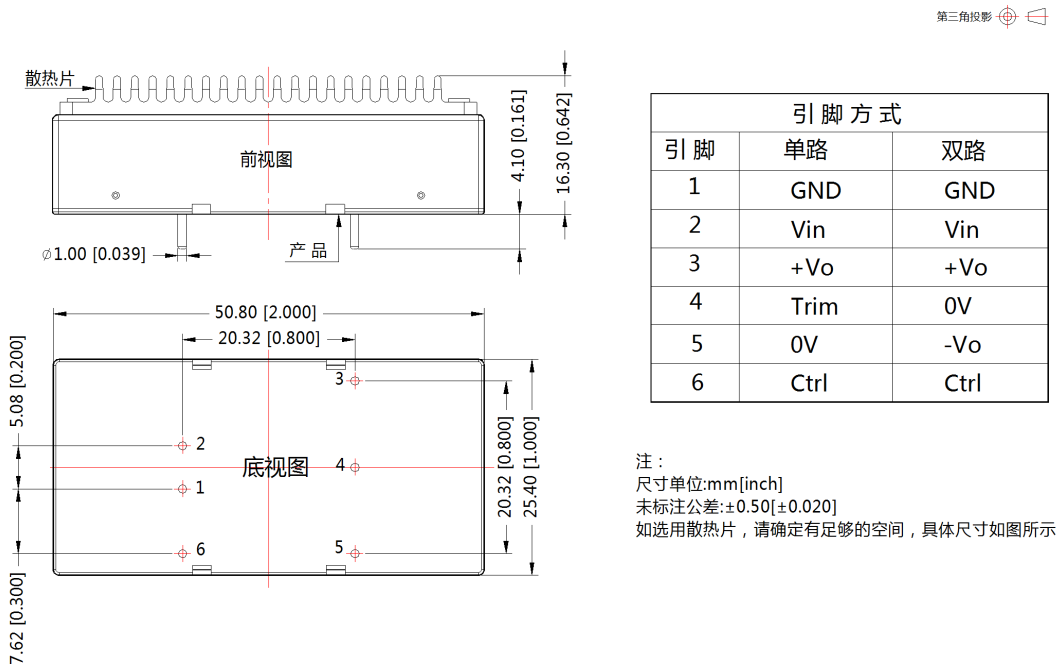 第三角投影
散热片
前视图
4.10 [0.161]
16.30 [0.642]
∅1.00 [0.039]
产 品
50.80 [2.000]
20.32 [0.800]
5.08 [0.200]
7.62 [0.300]
3
2
底视图
4
1
6
5
20.32 [0.800]
25.40 [1.000]
引 脚 方 式
引 脚 单路 双路
1 GND GND
2 Vin Vin
3 +Vo +Vo
4 Trim 0V
5 0V -Vo
6 Ctrl Ctrl
注：
尺寸单位:mm[inch]
未标注公差:±0.50[±0.020]
如选用散热片，请确定有足够的空间，具体尺寸如图所示